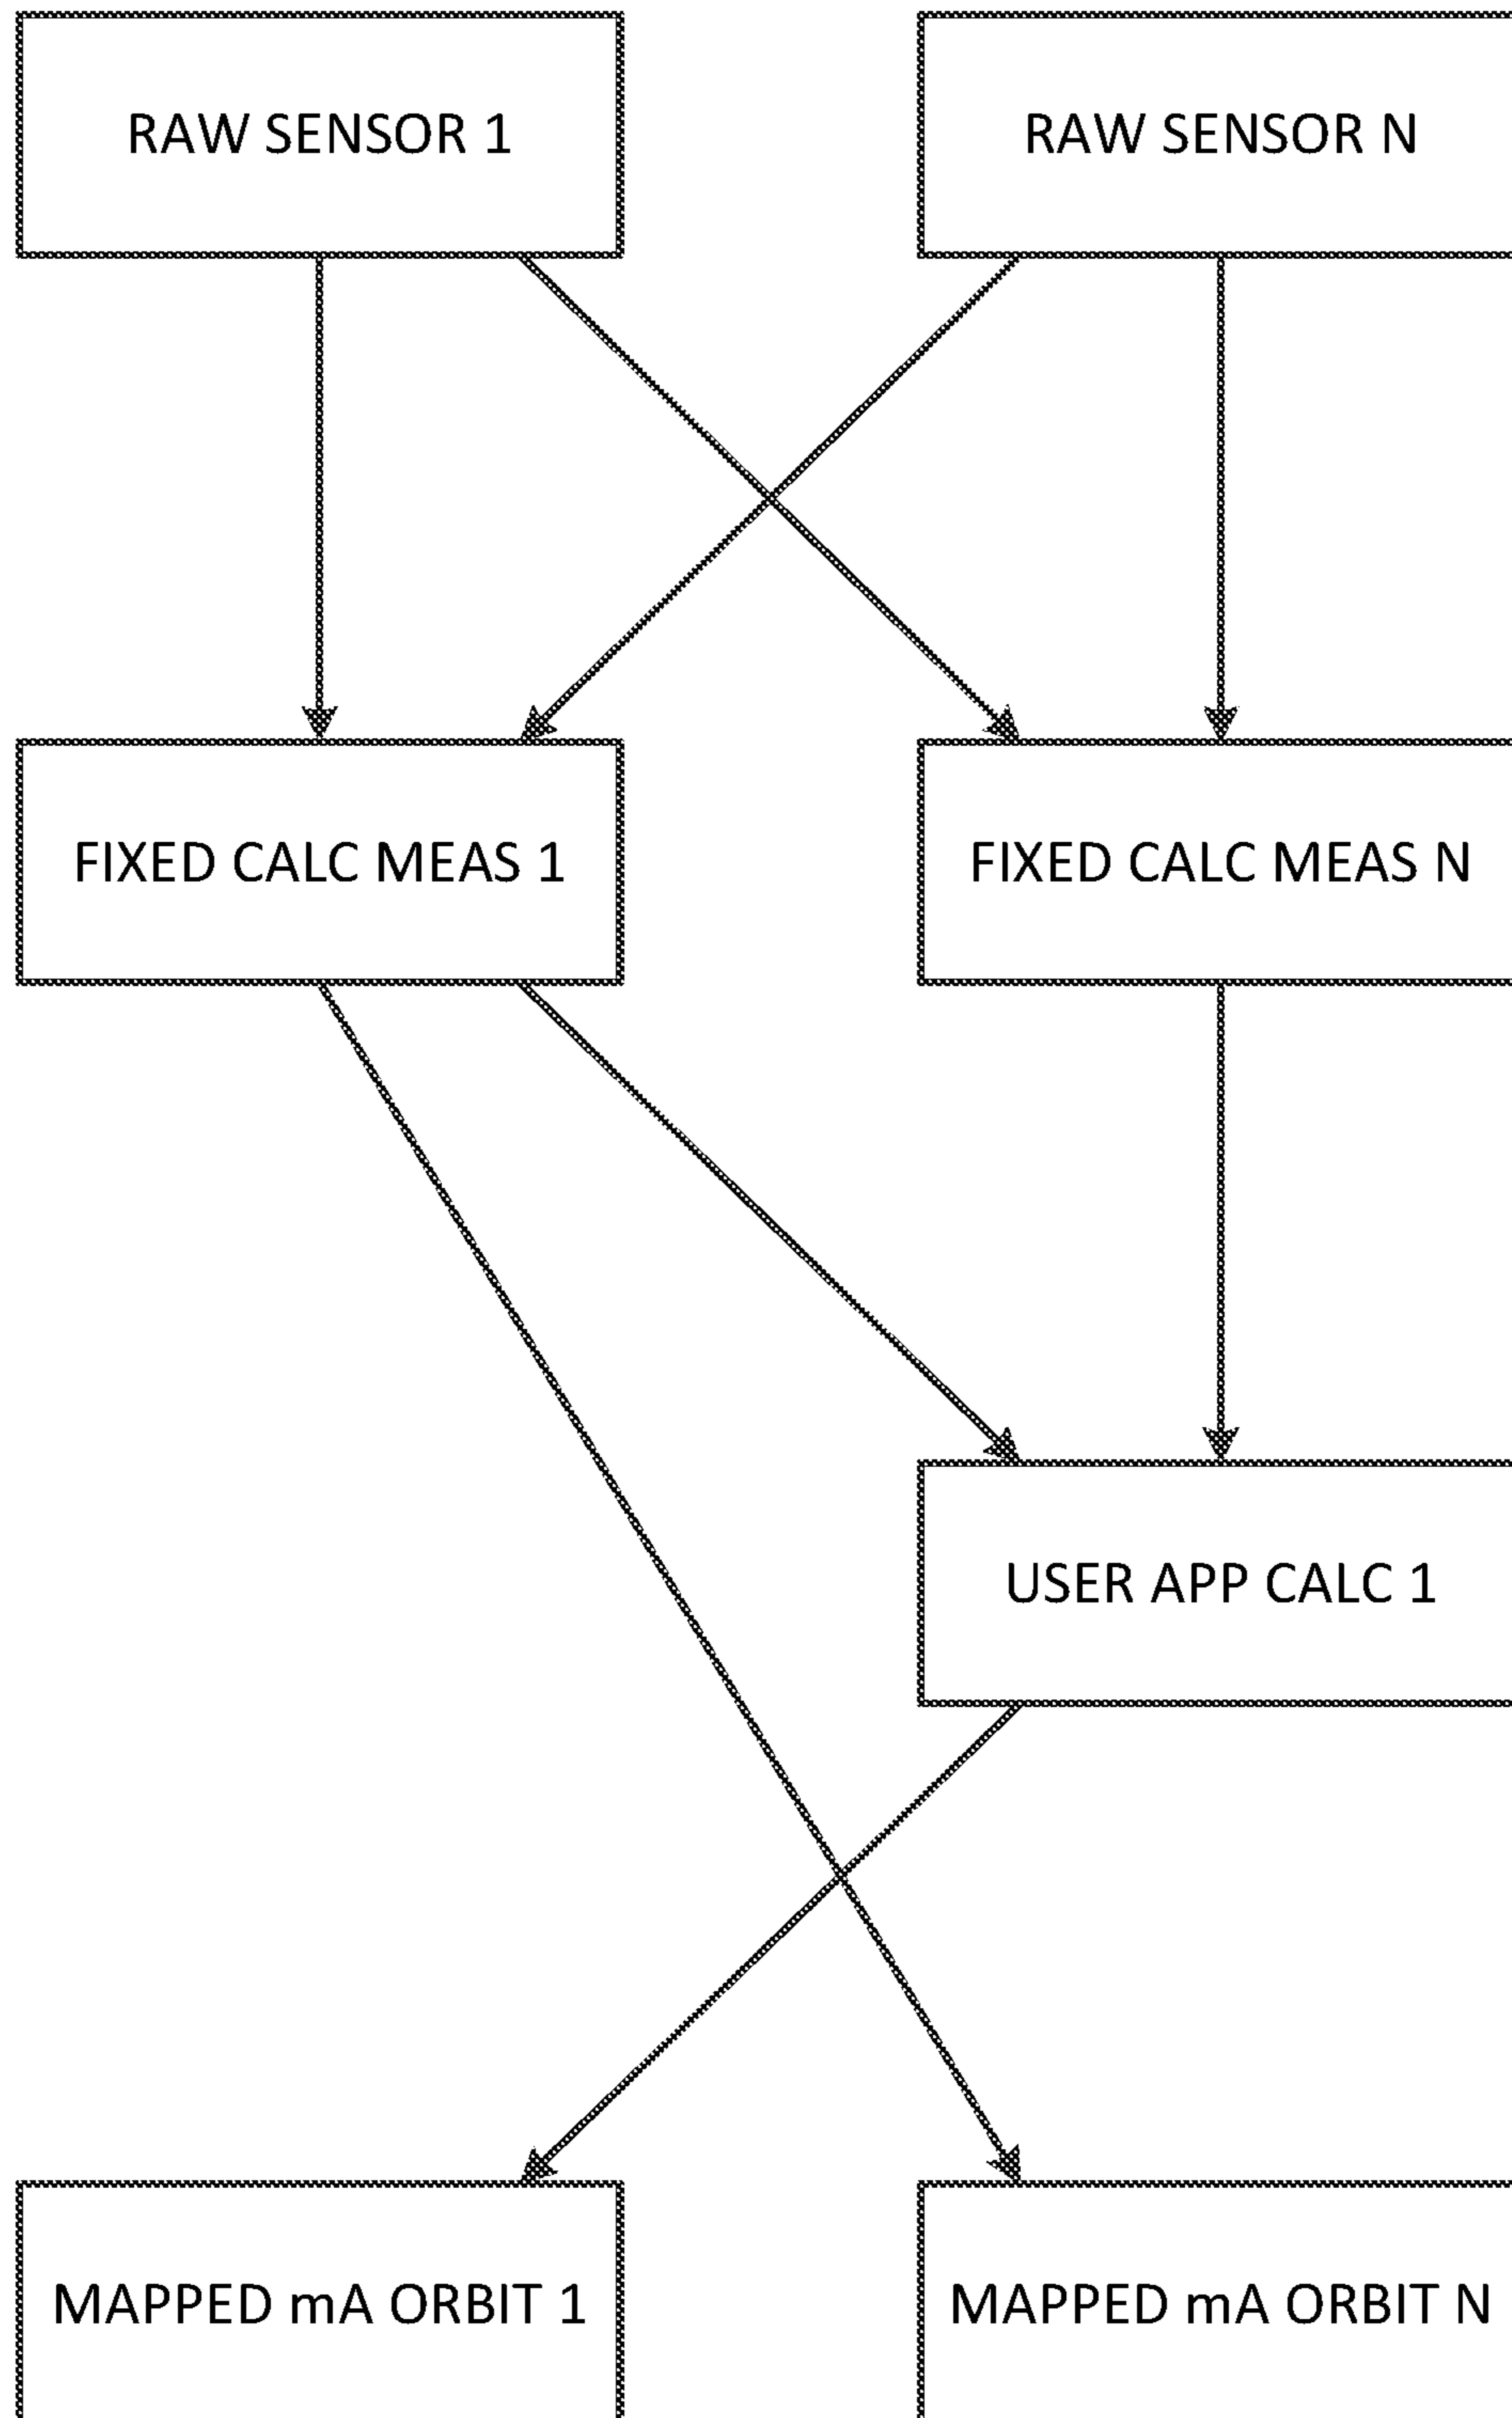 RAW SENSOR 1
RAW SENSOR N
FIXED CALC MEAS 1
FIXED CALC MEAS N
USER APP CALC 1
MAPPED mA ORBIT 1
MAPPED mA ORBIT N